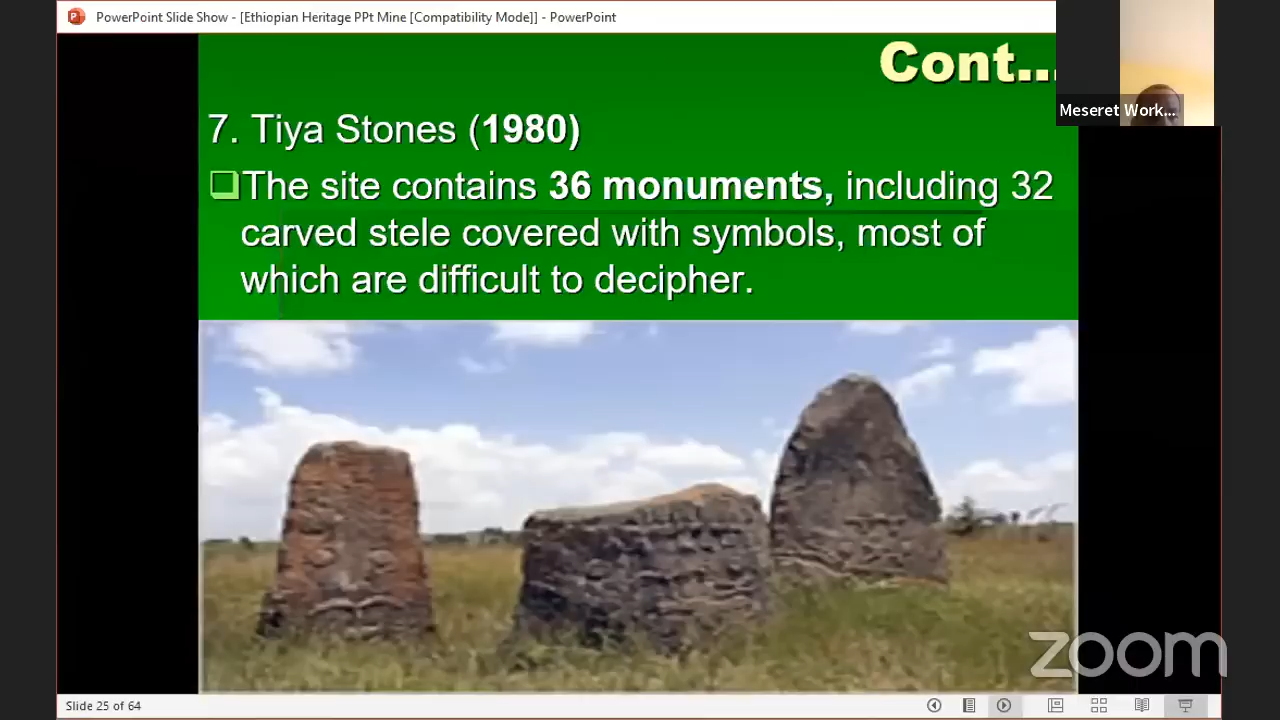 PowerPoint Slide Show - [Ethiopian Heritage PPt Mine [Compatibility Mode]] - PowerPoint
Cont...
Meseret Work...
7. Tiya Stones (1980)
The site contains 36 monuments, including 32
carved stele covered with symbols, most of
which are difficult to decipher.
zoom
Slide 25 of 64